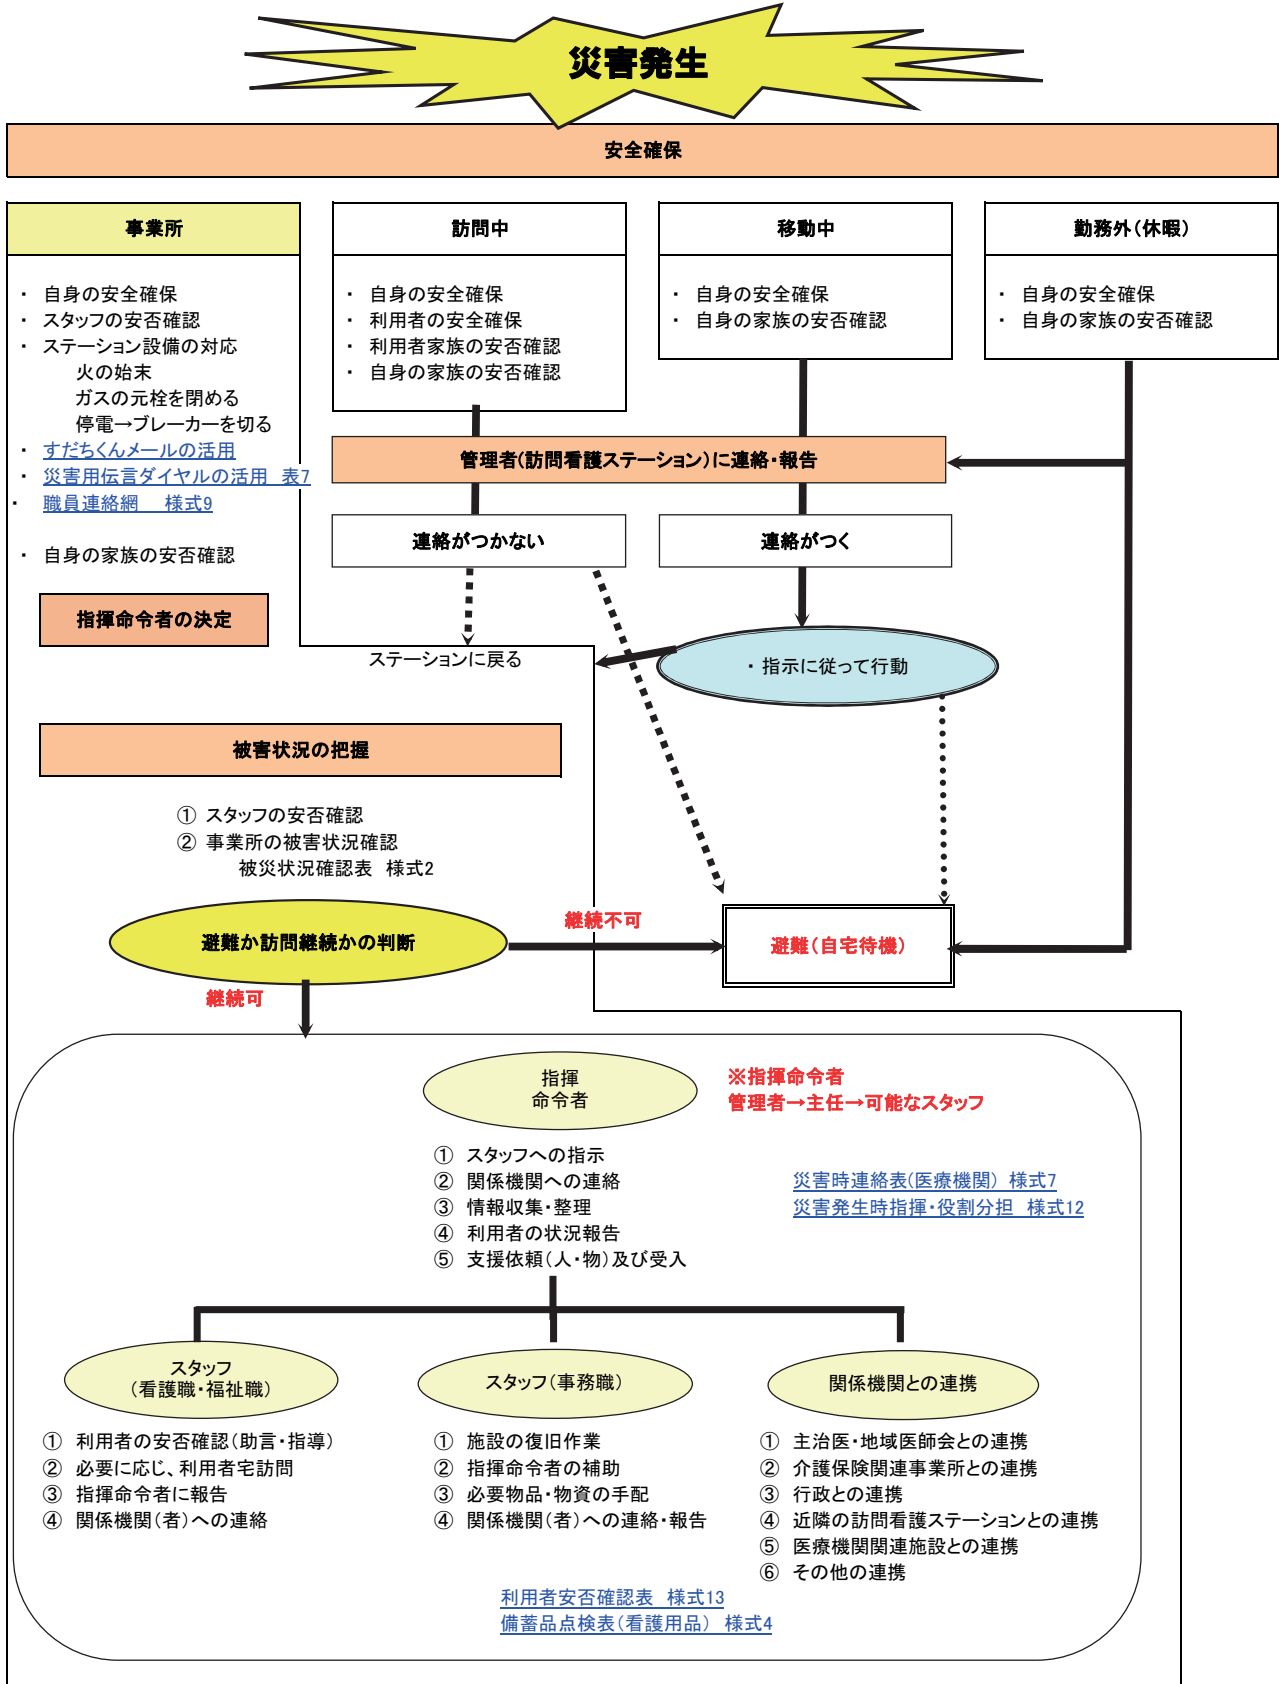 災害発生
安全確保
事業所
・ 自身の安全確保
・ スタッフの安否確認
・ ステーション設備の対応
火の始末
ガスの元栓を閉める
停電→ブレーカーを切る
・ すだちくんメールの活用
・ 災害用伝言ダイヤルの活用 表7
・ 職員連絡網 様式9
・ 自身の家族の安否確認
指揮命令者の決定
訪問中
・ 自身の安全確保
・ 利用者の安全確保
・ 利用者家族の安否確認
・ 自身の家族の安否確認
移動中
・ 自身の安全確保
・ 自身の家族の安否確認
勤務外（休暇）
・ 自身の安全確保
・ 自身の家族の安否確認
管理者(訪問看護ステーション)に連絡・報告
連絡がつかない
連絡がつく
ステーションに戻る
・指示に従って行動
被害状況の把握
① スタッフの安否確認
② 事業所の被害状況確認
被災状況確認表 様式2
避難か訪問継続かの判断
継続不可
避難（自宅待機）
継続可
指揮
命令者
※指揮命令者
管理者→主任→可能なスタッフ
① スタッフへの指示
② 関係機関への連絡
③ 情報収集・整理
④ 利用者の状況報告
⑤ 支援依頼（人・物）及び受入
災害時連絡表(医療機関） 様式7
災害発生時指揮・役割分担 様式12
スタッフ
（看護職・福祉職）
① 利用者の安否確認（助言・指導）
② 必要に応じ、利用者宅訪問
③ 指揮命令者に報告
④ 関係機関（者）への連絡
スタッフ（事務職）
① 施設の復旧作業
② 指揮命令者の補助
③ 必要物品・物資の手配
④ 関係機関（者）への連絡・報告
関係機関との連携
① 主治医・地域医師会との連携
② 介護保険関連事業所との連携
③ 行政との連携
④ 近隣の訪問看護ステーションとの連携
⑤ 医療機関関連施設との連携
⑥ その他の連携
利用者安否確認表 様式13
備蓄品点検表（看護用品） 様式4